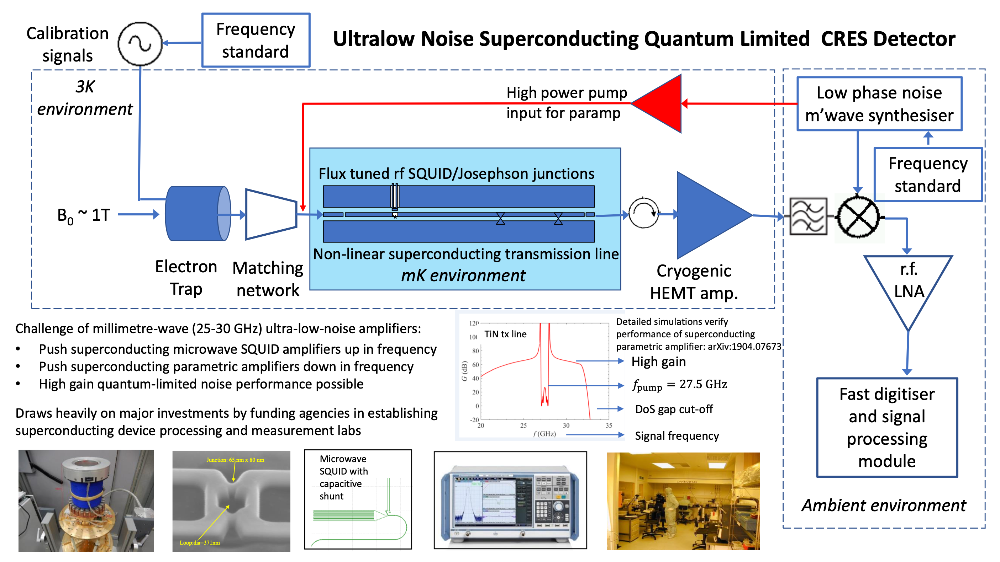 Calibration
signals
Frequency
standard
Ultralow Noise Superconducting Quantum Limited CRES Detector
3K
environment
High power pump
input for paramp
Low phase noise
m'wave synthesiser
Frequency
standard
Flux tuned rf SQUID/Josephson junctions
B0 ~ 1T
Non-linear superconducting transmission line
mK environment
Electron
Trap
Matching
network
Cryogenic
HEMT amp.
r.f.
LNA
Challenge of millimetre-wave (25-30 GHz) ultra-low-noise amplifiers:
• Push superconducting microwave SQUID amplifiers up in frequency
• Push superconducting parametric amplifiers down in frequency
• High gain quantum-limited noise performance possible
Draws heavily on major investments by funding agencies in establishing
superconducting device processing and measurement labs
TiN tx line
G (dB)
120
100
80
60
40
20
0
-20
20 25 30 35
f (GHz)
Detailed simulations verify
performance of superconducting
parametric amplifier: arXiv:1904.07673
High gain
fpump = 27.5 GHz
DoS gap cut-off
Signal frequency
Fast digitiser
and signal
processing
module
Ambient environment
Junction: 65 nm x 80 nm
Loop:dia=371nm
Microwave
SQUID with
capacitive
shunt
LAMARFLO